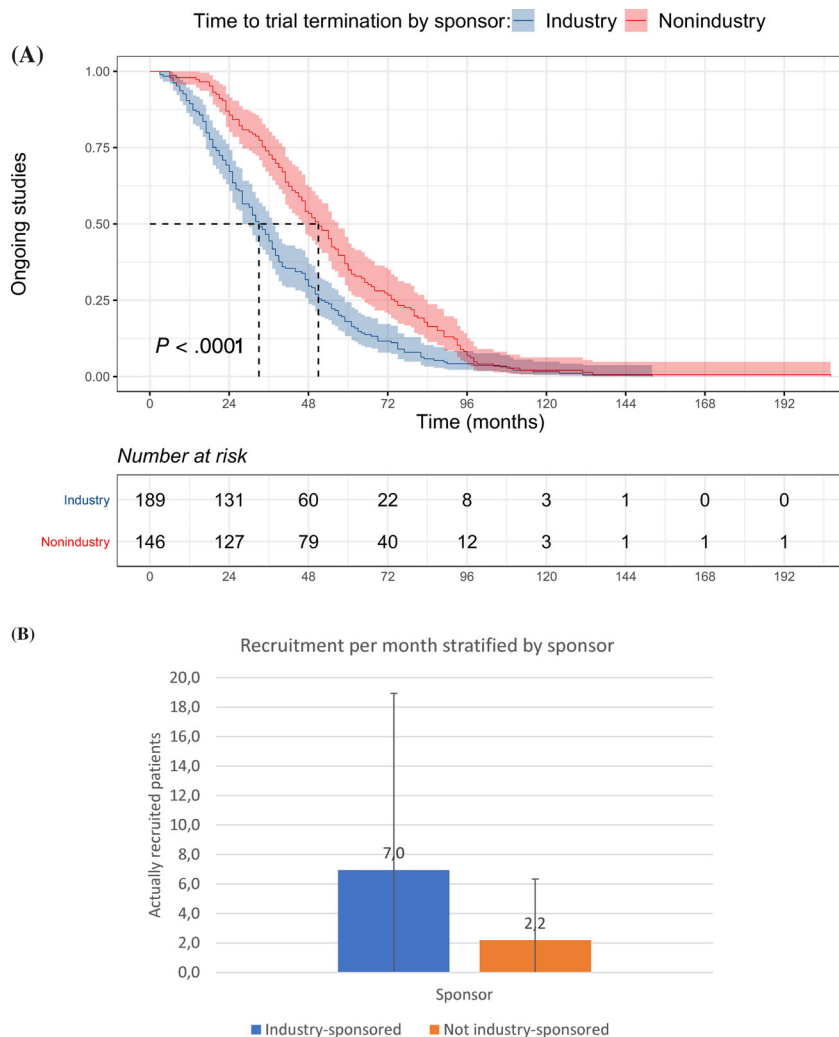 Time to trial termination by sponsor: Industry Nonindustry
(A)
1.00
0.75
0.50
0.25
0.00
Ongoing studies
P < .0001
0 24 48 72 96 120 144 168 192
Time (months)
Number at risk
Industry 189 131 60 22 8 3 1 0 0
Nonindustry 146 127 79 40 12 3 1 1 1
0 24 48 72 96 120 144 168 192
(B)
Recruitment per month stratified by sponsor
20,0
18,0
16,0
14,0
12,0
10,0
8,0
6,0
4,0
2,0
0,0
Actually recruited patients
7,0
2,2
Sponsor
Industry-sponsored Not industry-sponsored